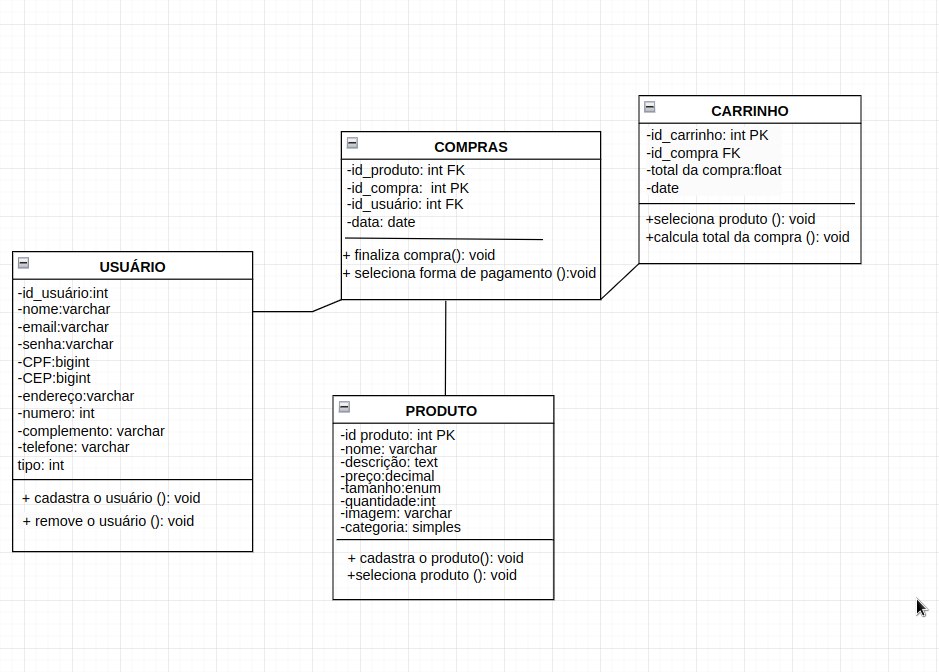 USUÁRIO
-id_usuário:int
-nome:varchar
-email:varchar
-senha:varchar
-CPF:bigint
-CEP:bigint
-endereço:varchar
-numero: int
-complemento: varchar
-telefone: varchar
tipo: int
+ cadastra o usuário (): void
+ remove o usuário (): void
COMPRAS
-id_produto: int FK
-id_compra:  int PK
-id_usuário: int FK
-data: date
+ finaliza compra(): void
+ seleciona forma de pagamento ():void
CARRINHO
-id_carrinho: int PK
-id_compra FK
-total da compra:float
-date
+seleciona produto (): void
+calcula total da compra (): void
PRODUTO
-id produto: int PK
-nome: varchar
-descrição: text
-preço:decimal
-tamanho:enum
-quantidade:int
-imagem: varchar
-categoria: simples
+ cadastra o produto(): void
+seleciona produto (): void